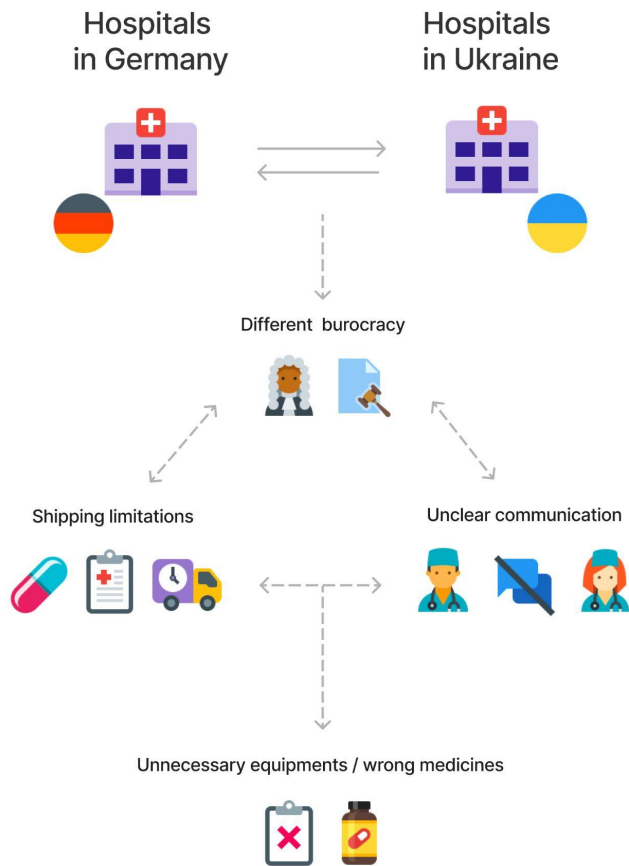 Hospitals
in Germany
Hospitals
in Ukraine
Different burocracy
Shipping limitations
Unclear communication
Unnecessary equipments / wrong medicines